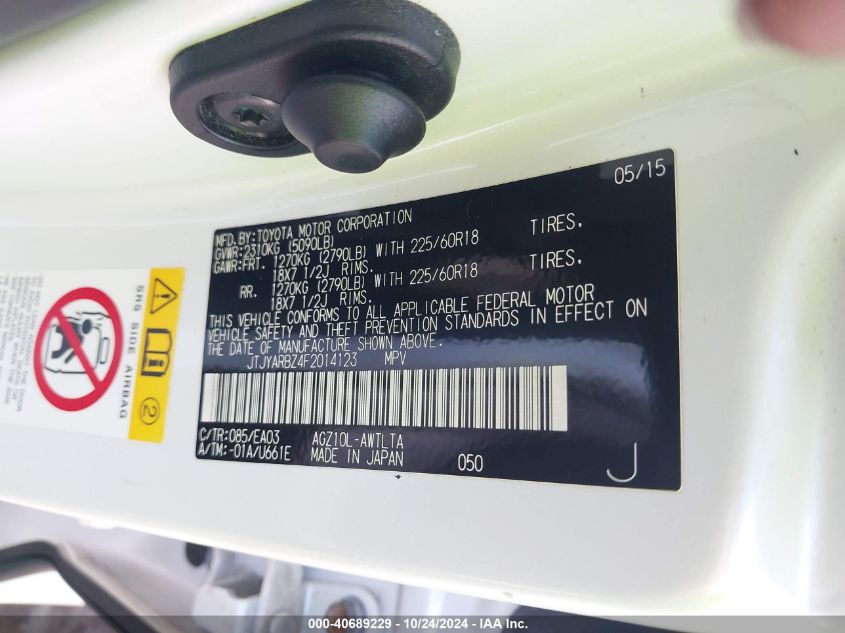 05/15
MFD.BY:TOYOTA MOTOR CORPORATION
GVWR:2310KG (5090LB)
GAWR:FRT. 1270KG (2790LB) WITH 225/60R18 TIRES.
18X7 1/2J RIMS.
RR. 1270KG (2790LB) WITH 225/60R18 TIRES.
18X7 1/2J RIMS.
THIS VEHICLE CONFORMS TO ALL APPLICABLE FEDERAL MOTOR
VEHICLE SAFETY AND THEFT PREVENTION STANDARDS IN EFFECT ON
THE DATE OF MANUFACTURE SHOWN ABOVE.
JTJYARBZ4F2014123 MPV
C/TR:085/EA03 AGZ10L-AWTLTA
A/TM:-01A/U661E MADE IN JAPAN 050
J
SRS SIDE AIRBAG
2
000-40689229 - 10/24/2024 - IAA Inc.